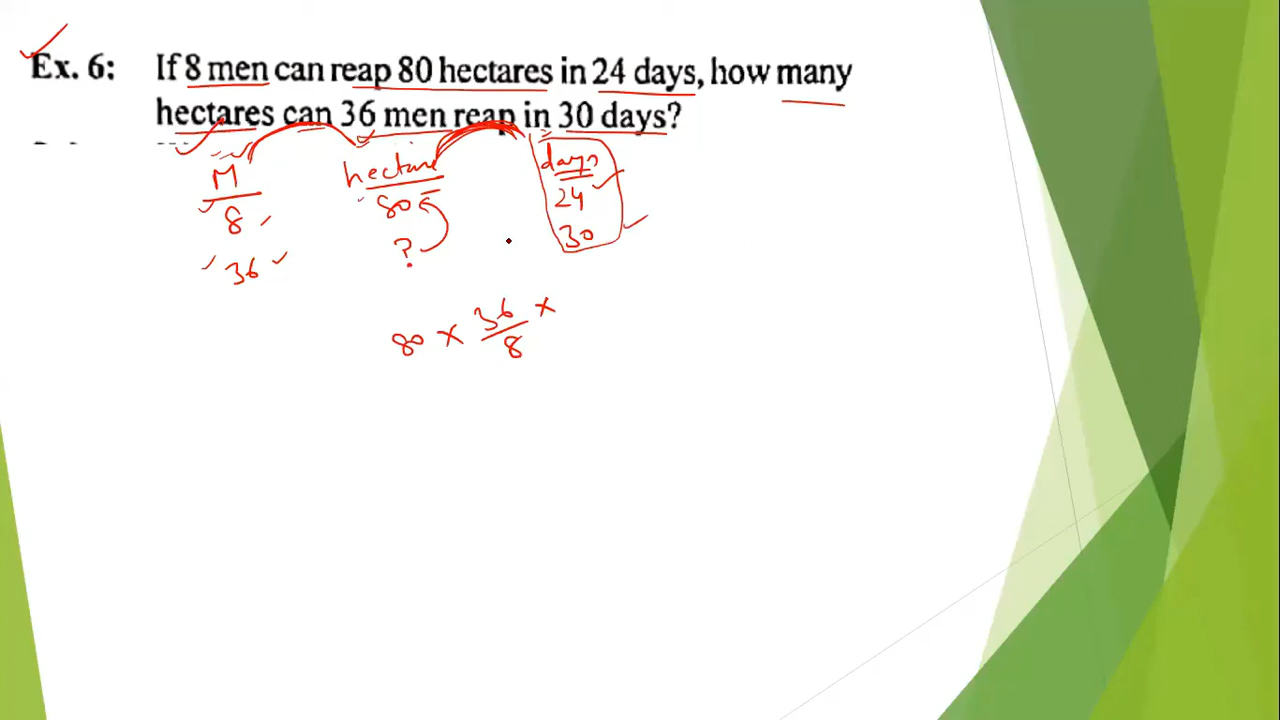 Ex. 6: If 8 men can reap 80 hectares in 24 days, how many
hectares can 36 men reap in 30 days?
M hectare days
8 80 24
36 ? 30
80 × 36/8 ×